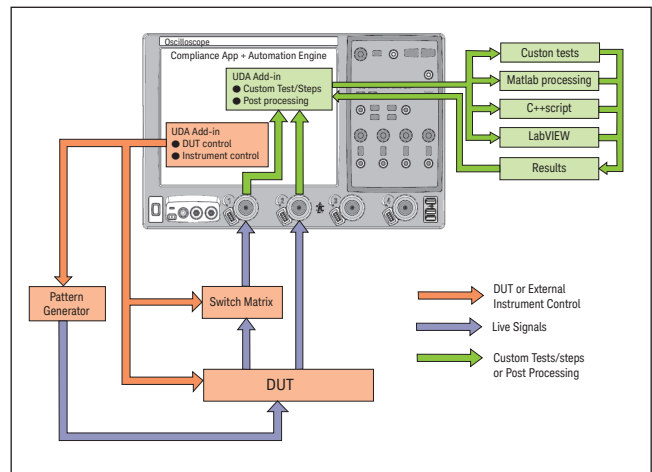 Oscilloscope
Compliance App + Automation Engine
UDA Add-in
● Custom Test/Steps
● Post processing
UDA Add-in
● DUT control
● Instrument control
Custon tests
Matlab processing
C++script
LabVIEW
Results
Pattern
Generator
Switch Matrix
DUT
DUT or External
Instrument Control
Live Signals
Custom Tests/steps
or Post Processing